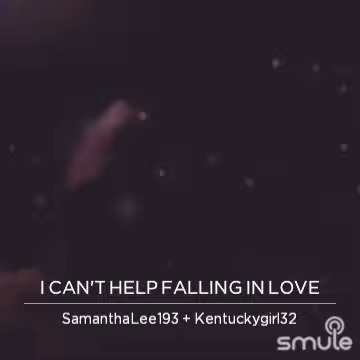 I CAN'T HELP FALLING IN LOVE
SamanthaLee193 + Kentuckygirl32
smule